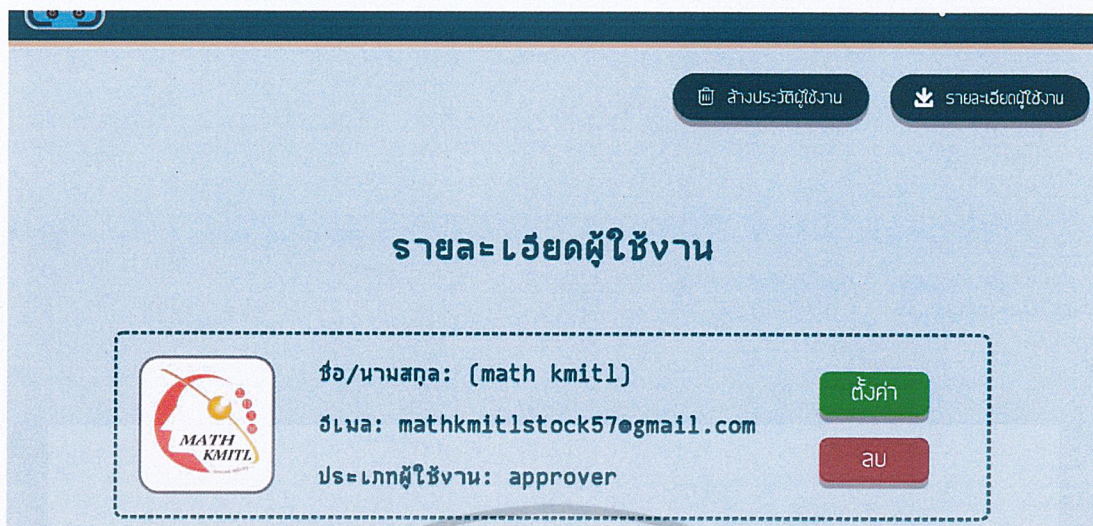 ล้างประวัติผู้ใช้งาน
รายละเอียดผู้ใช้งาน
รายละเอียดผู้ใช้งาน
ชื่อ/นามสกุล: (math kmitl)
ตั้งค่า
อีเมล: mathkmitlstock57@gmail.com
MATH
KMITL
ลบ
ประเภทผู้ใช้งาน: approver